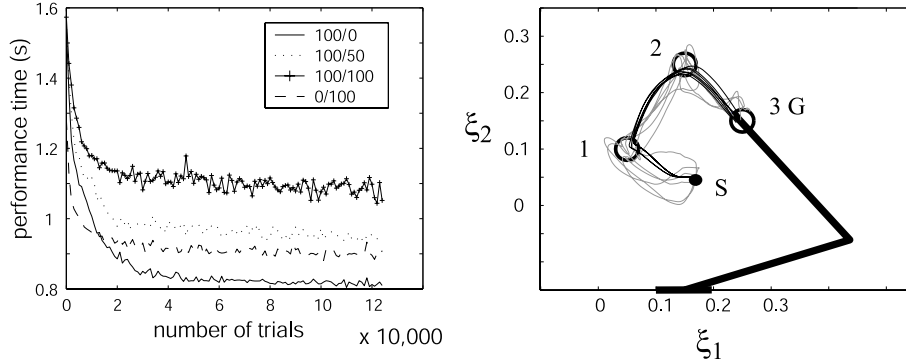 performance time (s)
1.6
1.4
1.2
1
0.8
100/0
100/50
100/100
0/100
0 2 4 6 8 10 12
number of trials
x 10,000
ξ2
0.3
0.2
0.1
0
0 0.1 0.2 0.3
ξ1
1
2
3 G
S